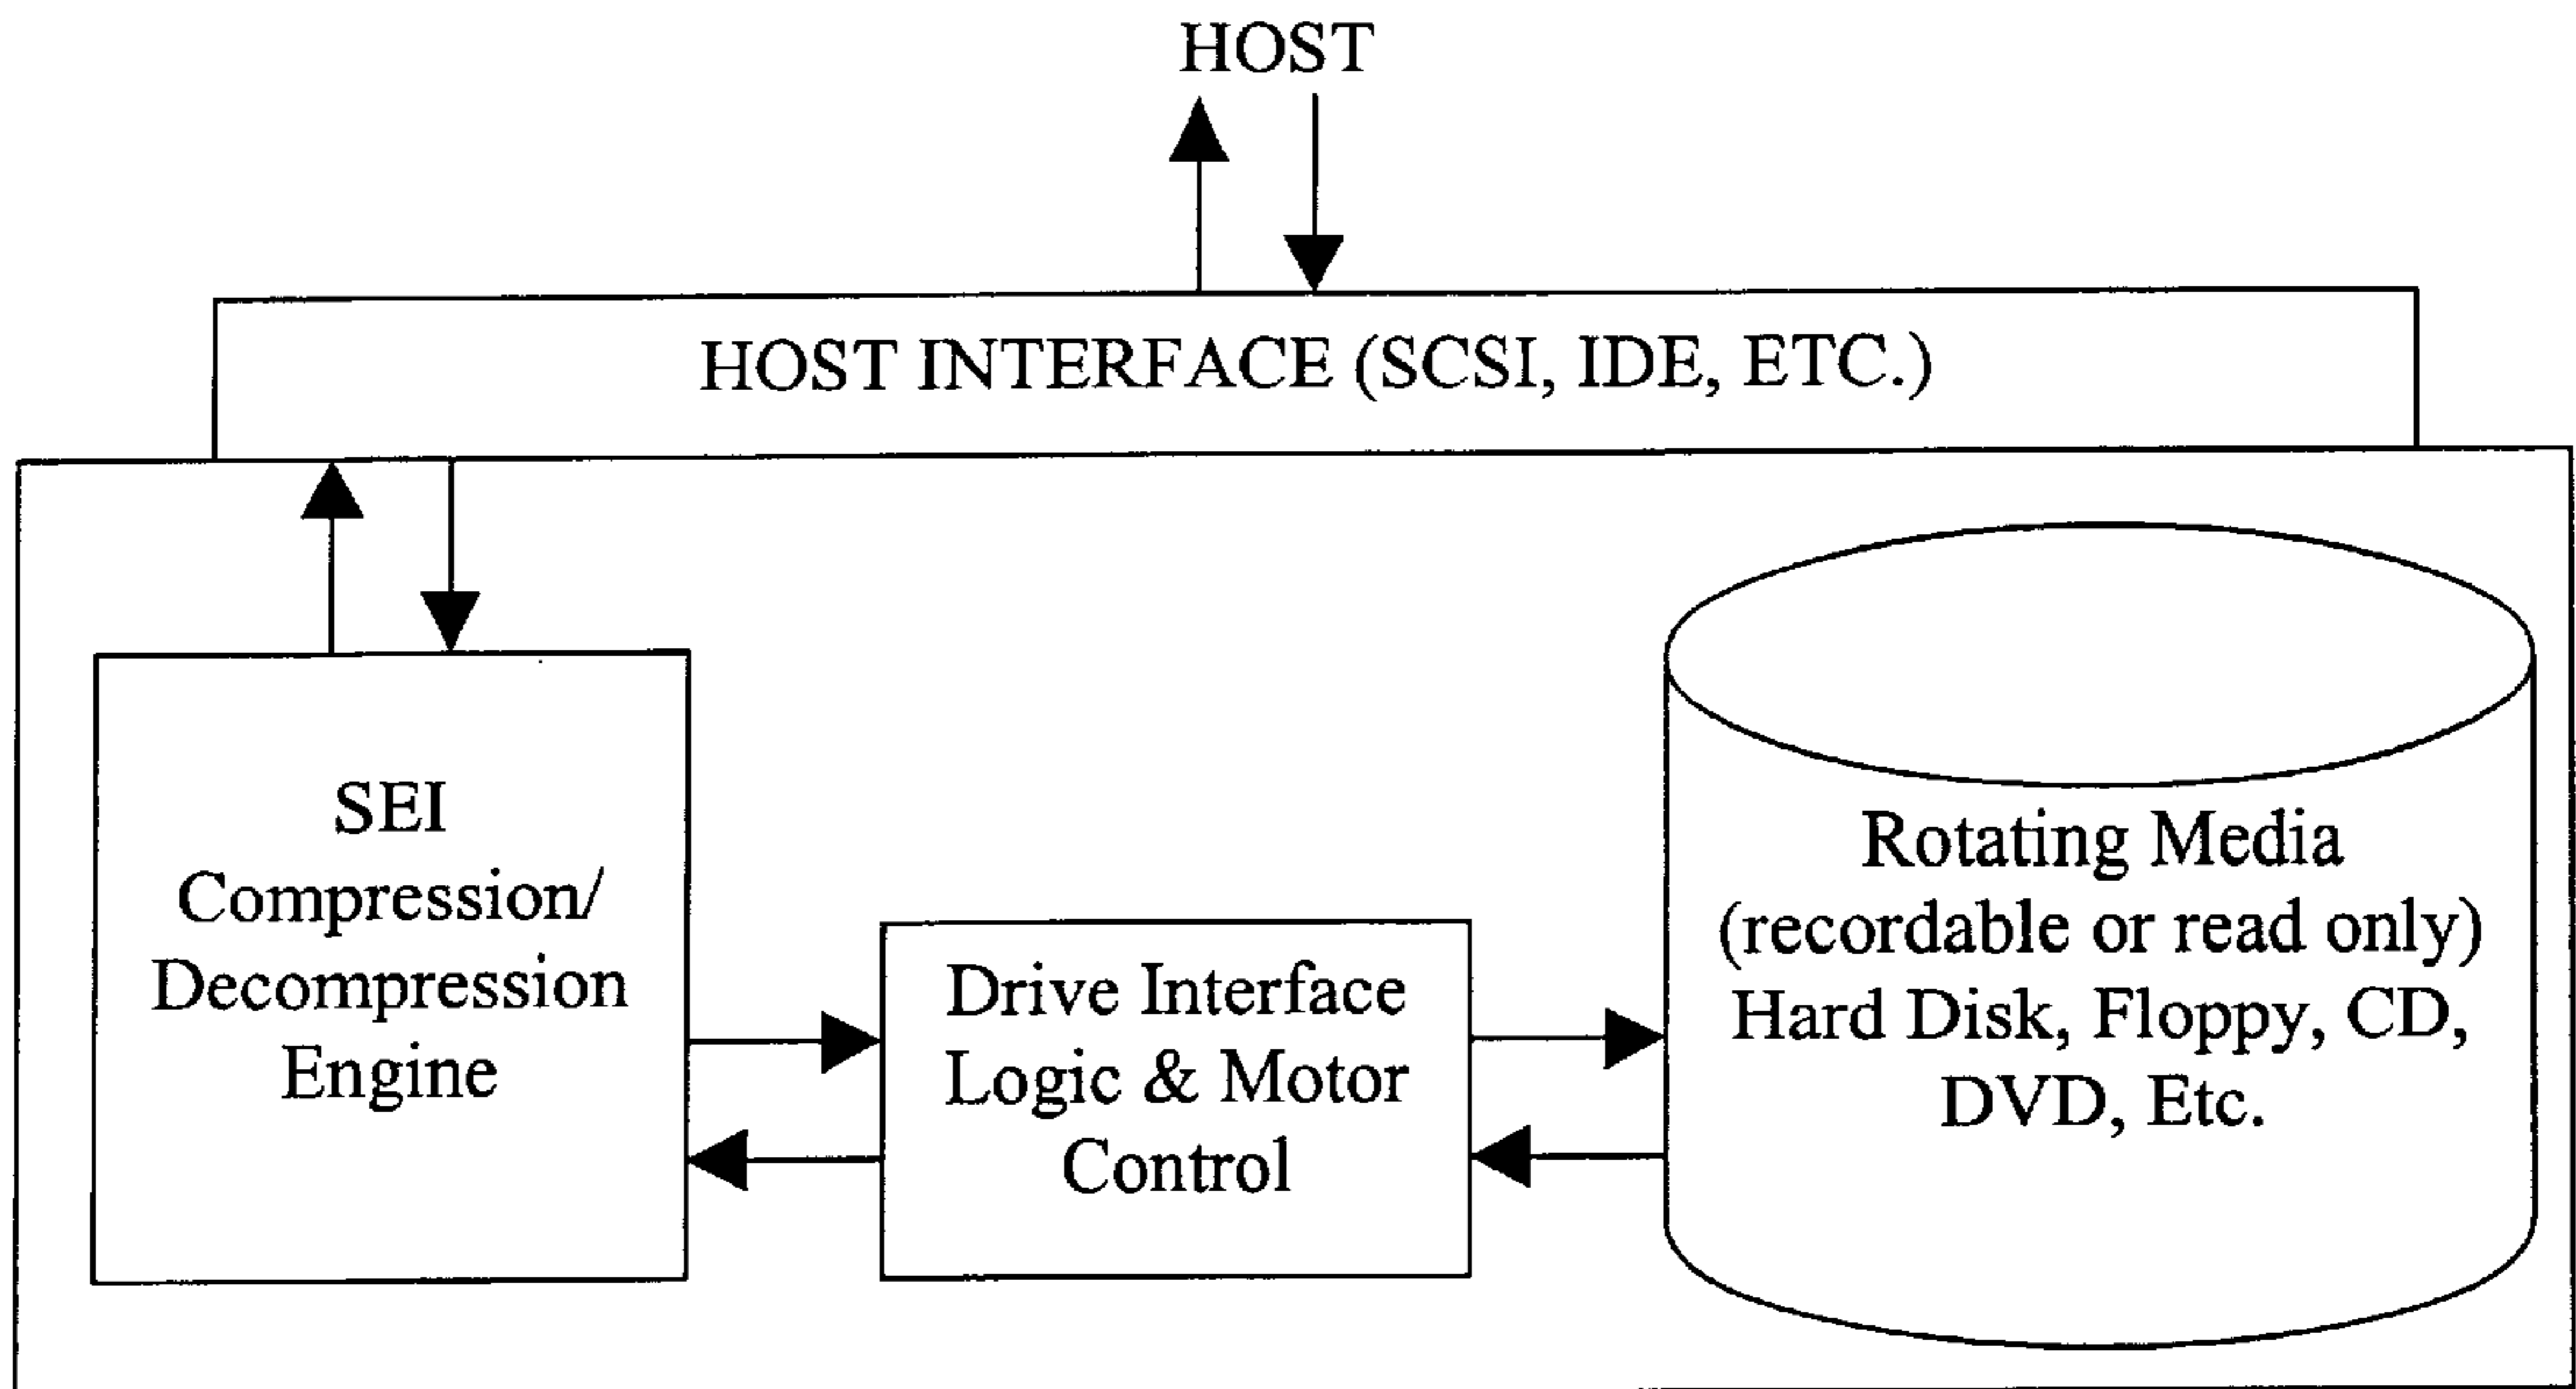 HOST
HOST INTERFACE (SCSI, IDE, ETC.)
SEI
Compression/
Decompression
Engine
Drive Interface
Logic & Motor
Control
Rotating Media
(recordable or read only)
Hard Disk, Floppy, CD,
DVD, Etc.